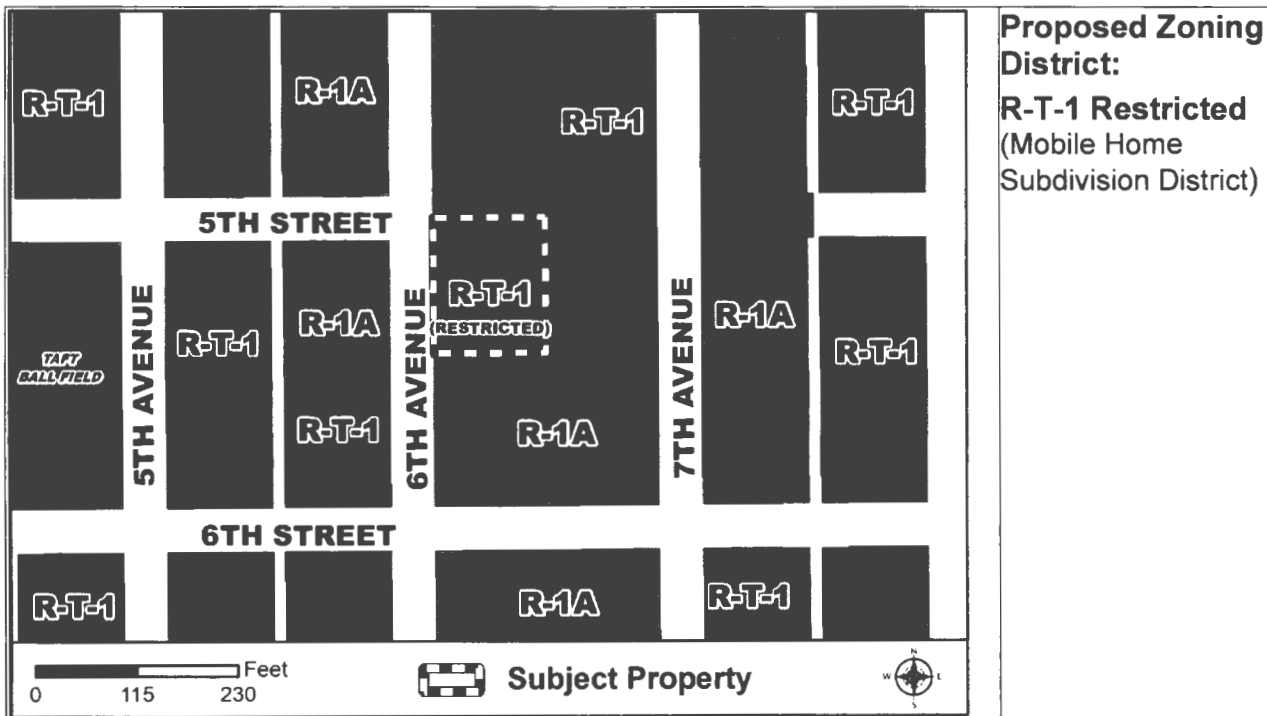 Proposed Zoning
District:
R-T-1 Restricted
(Mobile Home
Subdivision District)
R-T-1
R-1A
R-T-1
R-T-1
5TH STREET
R-T-1
(RESTRICTED)
5TH AVENUE
6TH AVENUE
7TH AVENUE
R-T-1
R-1A
R-1A
R-T-1
TAFT
BALL FIELD
R-T-1
R-1A
6TH STREET
R-T-1
R-1A
R-T-1
Feet
0 115 230
Subject Property
N
W E
S